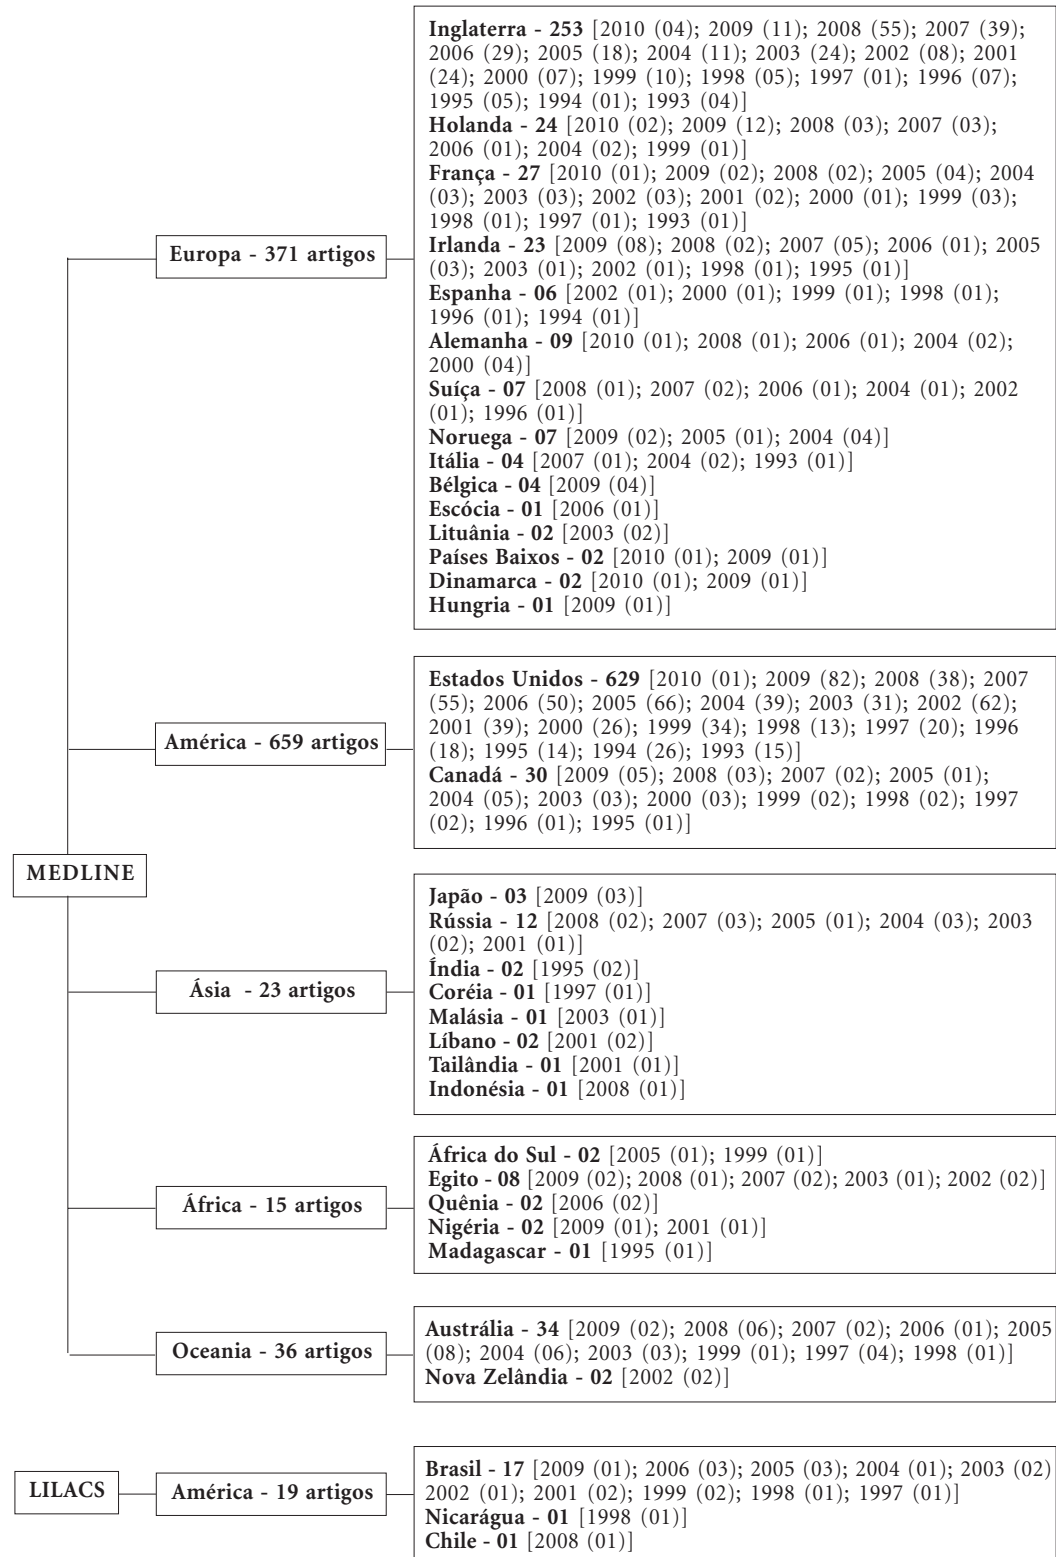 MEDLINE
Europa - 371 artigos
Inglaterra - 253 [2010 (04); 2009 (11); 2008 (55); 2007 (39);
2006 (29); 2005 (18); 2004 (11); 2003 (24); 2002 (08); 2001
(24); 2000 (07); 1999 (10); 1998 (05); 1997 (01); 1996 (07);
1995 (05); 1994 (01); 1993 (04)]
Holanda - 24 [2010 (02); 2009 (12); 2008 (03); 2007 (03);
2006 (01); 2004 (02); 1999 (01)]
França - 27 [2010 (01); 2009 (02); 2008 (02); 2005 (04); 2004
(03); 2003 (03); 2002 (03); 2001 (02); 2000 (01); 1999 (03);
1998 (01); 1997 (01); 1993 (01)]
Irlanda - 23 [2009 (08); 2008 (02); 2007 (05); 2006 (01); 2005
(03); 2003 (01); 2002 (01); 1998 (01); 1995 (01)]
Espanha - 06 [2002 (01); 2000 (01); 1999 (01); 1998 (01);
1996 (01); 1994 (01)]
Alemanha - 09 [2010 (01); 2008 (01); 2006 (01); 2004 (02);
2000 (04)]
Suíça - 07 [2008 (01); 2007 (02); 2006 (01); 2004 (01); 2002
(01); 1996 (01)]
Noruega - 07 [2009 (02); 2005 (01); 2004 (04)]
Itália - 04 [2007 (01); 2004 (02); 1993 (01)]
Bélgica - 04 [2009 (04)]
Escócia - 01 [2006 (01)]
Lituânia - 02 [2003 (02)]
Países Baixos - 02 [2010 (01); 2009 (01)]
Dinamarca - 02 [2010 (01); 2009 (01)]
Hungria - 01 [2009 (01)]
América - 659 artigos
Estados Unidos - 629 [2010 (01); 2009 (82); 2008 (38); 2007
(55); 2006 (50); 2005 (66); 2004 (39); 2003 (31); 2002 (62);
2001 (39); 2000 (26); 1999 (34); 1998 (13); 1997 (20); 1996
(18); 1995 (14); 1994 (26); 1993 (15)]
Canadá - 30 [2009 (05); 2008 (03); 2007 (02); 2005 (01);
2004 (05); 2003 (03); 2000 (03); 1999 (02); 1998 (02); 1997
(02); 1996 (01); 1995 (01)]
Ásia - 23 artigos
Japão - 03 [2009 (03)]
Rússia - 12 [2008 (02); 2007 (03); 2005 (01); 2004 (03); 2003
(02); 2001 (01)]
Índia - 02 [1995 (02)]
Coréia - 01 [1997 (01)]
Malásia - 01 [2003 (01)]
Líbano - 02 [2001 (02)]
Tailândia - 01 [2001 (01)]
Indonésia - 01 [2008 (01)]
África - 15 artigos
África do Sul - 02 [2005 (01); 1999 (01)]
Egito - 08 [2009 (02); 2008 (01); 2007 (02); 2003 (01); 2002 (02)]
Quênia - 02 [2006 (02)]
Nigéria - 02 [2009 (01); 2001 (01)]
Madagascar - 01 [1995 (01)]
Oceania - 36 artigos
Austrália - 34 [2009 (02); 2008 (06); 2007 (02); 2006 (01); 2005
(08); 2004 (06); 2003 (03); 1999 (01); 1997 (04); 1998 (01)]
Nova Zelândia - 02 [2002 (02)]
LILACS
América - 19 artigos
Brasil - 17 [2009 (01); 2006 (03); 2005 (03); 2004 (01); 2003 (02)
2002 (01); 2001 (02); 1999 (02); 1998 (01); 1997 (01)]
Nicarágua - 01 [1998 (01)]
Chile - 01 [2008 (01)]